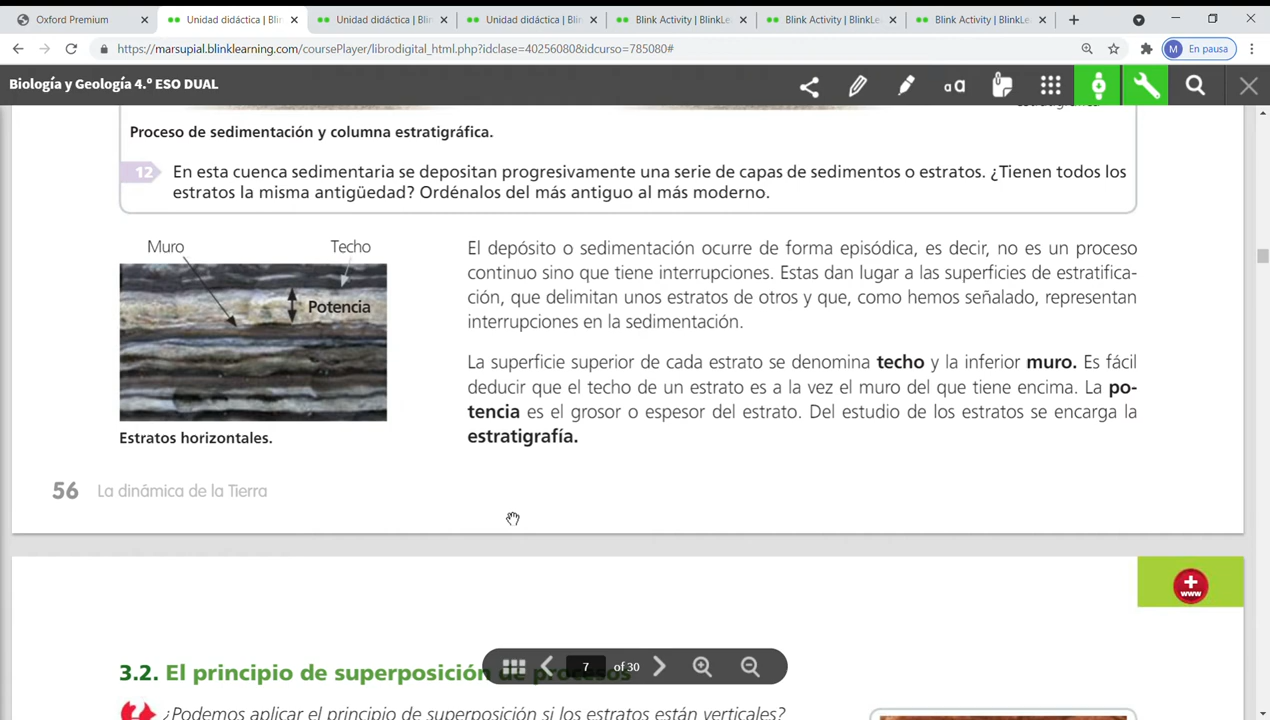 Oxford Premium
Unidad didáctica | Bli
Unidad didáctica | Bli
Unidad didáctica | Blin
Blink Activity | BlinkLe
Blink Activity | BlinkLea
Blink Activity | BlinkLe
https://marsupial.blinklearning.com/coursePlayer/librodigital_html.php?idclase=40256080&idcurso=785080#
M En pausa
Biología y Geología 4.º ESO DUAL
aa
Proceso de sedimentación y columna estratigráfica.
12 En esta cuenca sedimentaria se depositan progresivamente una serie de capas de sedimentos o estratos. ¿Tienen todos los
estratos la misma antigüedad? Ordénalos del más antiguo al más moderno.
Muro
Techo
Potencia
Estratos horizontales.
El depósito o sedimentación ocurre de forma episódica, es decir, no es un proceso
continuo sino que tiene interrupciones. Estas dan lugar a las superficies de estratifica-
ción, que delimitan unos estratos de otros y que, como hemos señalado, representan
interrupciones en la sedimentación.
La superficie superior de cada estrato se denomina techo y la inferior muro. Es fácil
deducir que el techo de un estrato es a la vez el muro del que tiene encima. La po-
tencia es el grosor o espesor del estrato. Del estudio de los estratos se encarga la
estratigrafía.
56 La dinámica de la Tierra
+
www
3.2. El principio de superposición de procesos
7 of 30
¿Podemos aplicar el principio de superposición si los estratos están verticales?